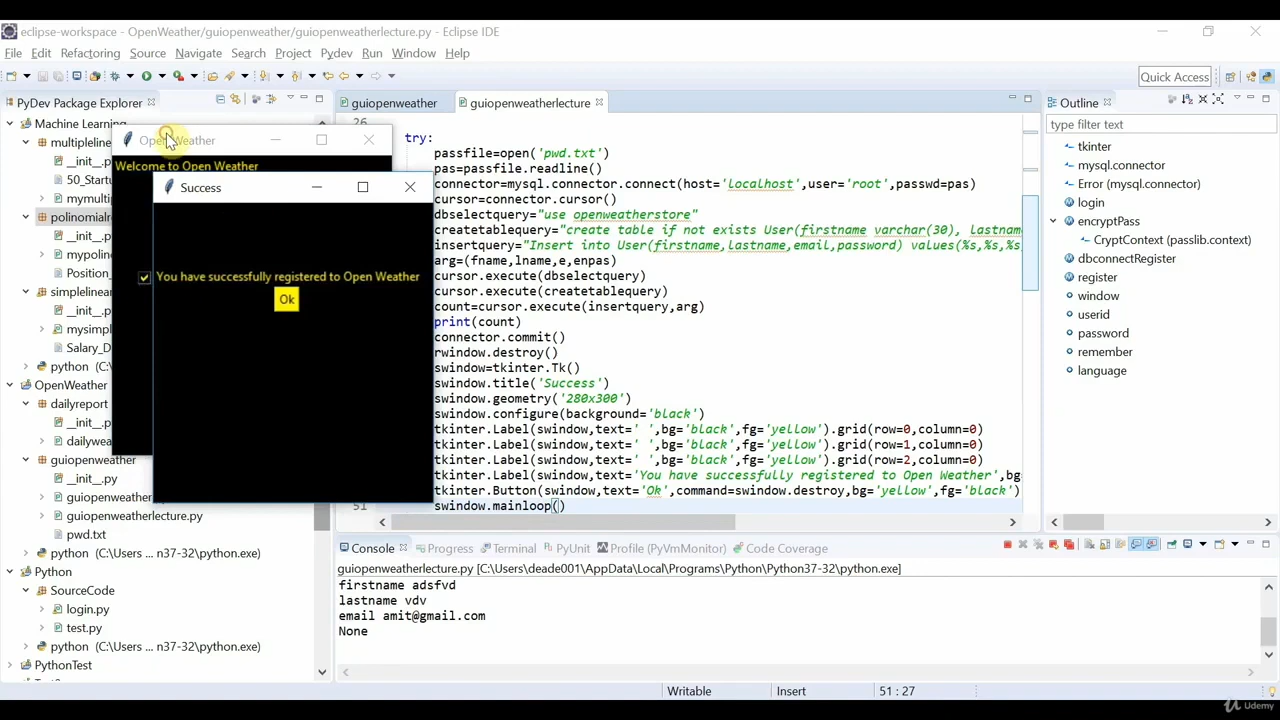 eclipse-workspace - OpenWeather/guiopenweather/guiopenweatherlecture.py - Eclipse IDE
File Edit Refactoring Source Navigate Search Project Pydev Run Window Help
Quick Access
PyDev Package Explorer
Machine Learning
multipleline
__init__.p
50_Startu
mymulti
polinomialre
__init__.p
mypoline
Position_
simplelinear
__init__.p
mysimpl
Salary_D
python (C:
OpenWeather
dailyreport
__init__.p
dailywea
guiopenweather
__init__.py
guiopenweather
guiopenweatherlecture.py
pwd.txt
python (C:\Users ... n37-32\python.exe)
Python
SourceCode
login.py
test.py
python (C:\Users ... n37-32\python.exe)
PythonTest
OpenWeather
Welcome to Open Weather
Success
You have successfully registered to Open Weather
Ok
guiopenweather
guiopenweatherlecture
26
try:
passfile=open('pwd.txt')
pas=passfile.readline()
connector=mysql.connector.connect(host='localhost',user='root',passwd=pas)
cursor=connector.cursor()
dbselectquery="use openweatherstore"
createtablequery="create table if not exists User(firstname varchar(30), lastnam
insertquery="Insert into User(firstname,lastname,email,password) values(%s,%s,%s
arg=(fname,lname,e,enpas)
cursor.execute(dbselectquery)
cursor.execute(createtablequery)
count=cursor.execute(insertquery,arg)
print(count)
connector.commit()
rwindow.destroy()
swindow=tkinter.Tk()
swindow.title('Success')
swindow.geometry('280x300')
swindow.configure(background='black')
tkinter.Label(swindow,text=' ',bg='black',fg='yellow').grid(row=0,column=0)
tkinter.Label(swindow,text=' ',bg='black',fg='yellow').grid(row=1,column=0)
tkinter.Label(swindow,text=' ',bg='black',fg='yellow').grid(row=2,column=0)
tkinter.Label(swindow,text='You have successfully registered to Open Weather',bg
tkinter.Button(swindow,text='Ok',command=swindow.destroy,bg='yellow',fg='black')
51 swindow.mainloop()
Outline
type filter text
tkinter
mysql.connector
Error (mysql.connector)
login
encryptPass
CryptContext (passlib.context)
dbconnectRegister
register
window
userid
password
remember
language
Console Progress Terminal PyUnit Profile (PyVmMonitor) Code Coverage
guiopenweatherlecture.py [C:\Users\deade001\AppData\Local\Programs\Python\Python37-32\python.exe]
firstname adsfvd
lastname vdv
email amit@gmail.com
None
Writable Insert 51 : 27
Udemy